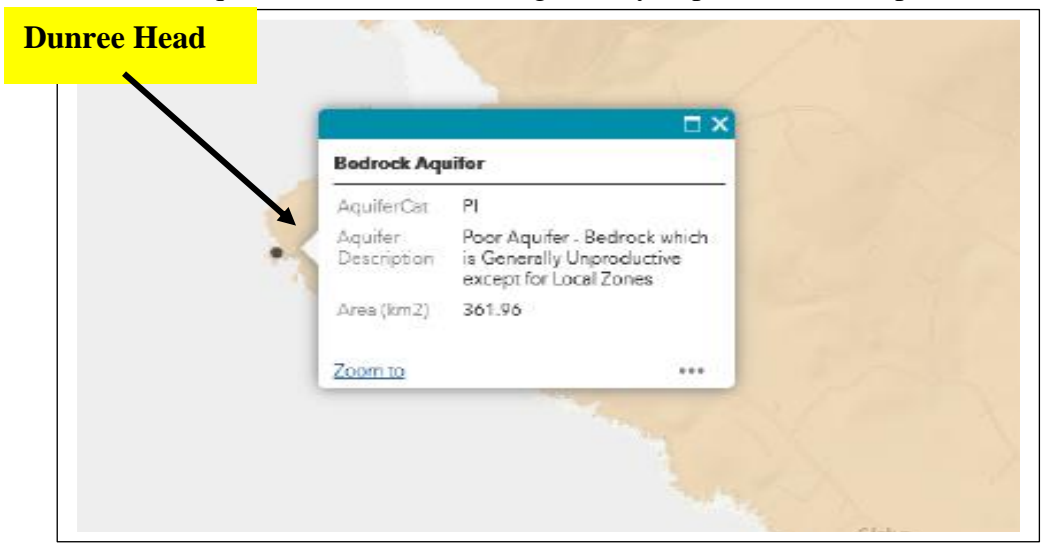 Dunree Head
Bedrock Aquifer
AquiferCat Pl
Aquifer Description Poor Aquifer - Bedrock which
is Generally Unproductive
except for Local Zones
Area (km2) 361.96
Zoom to